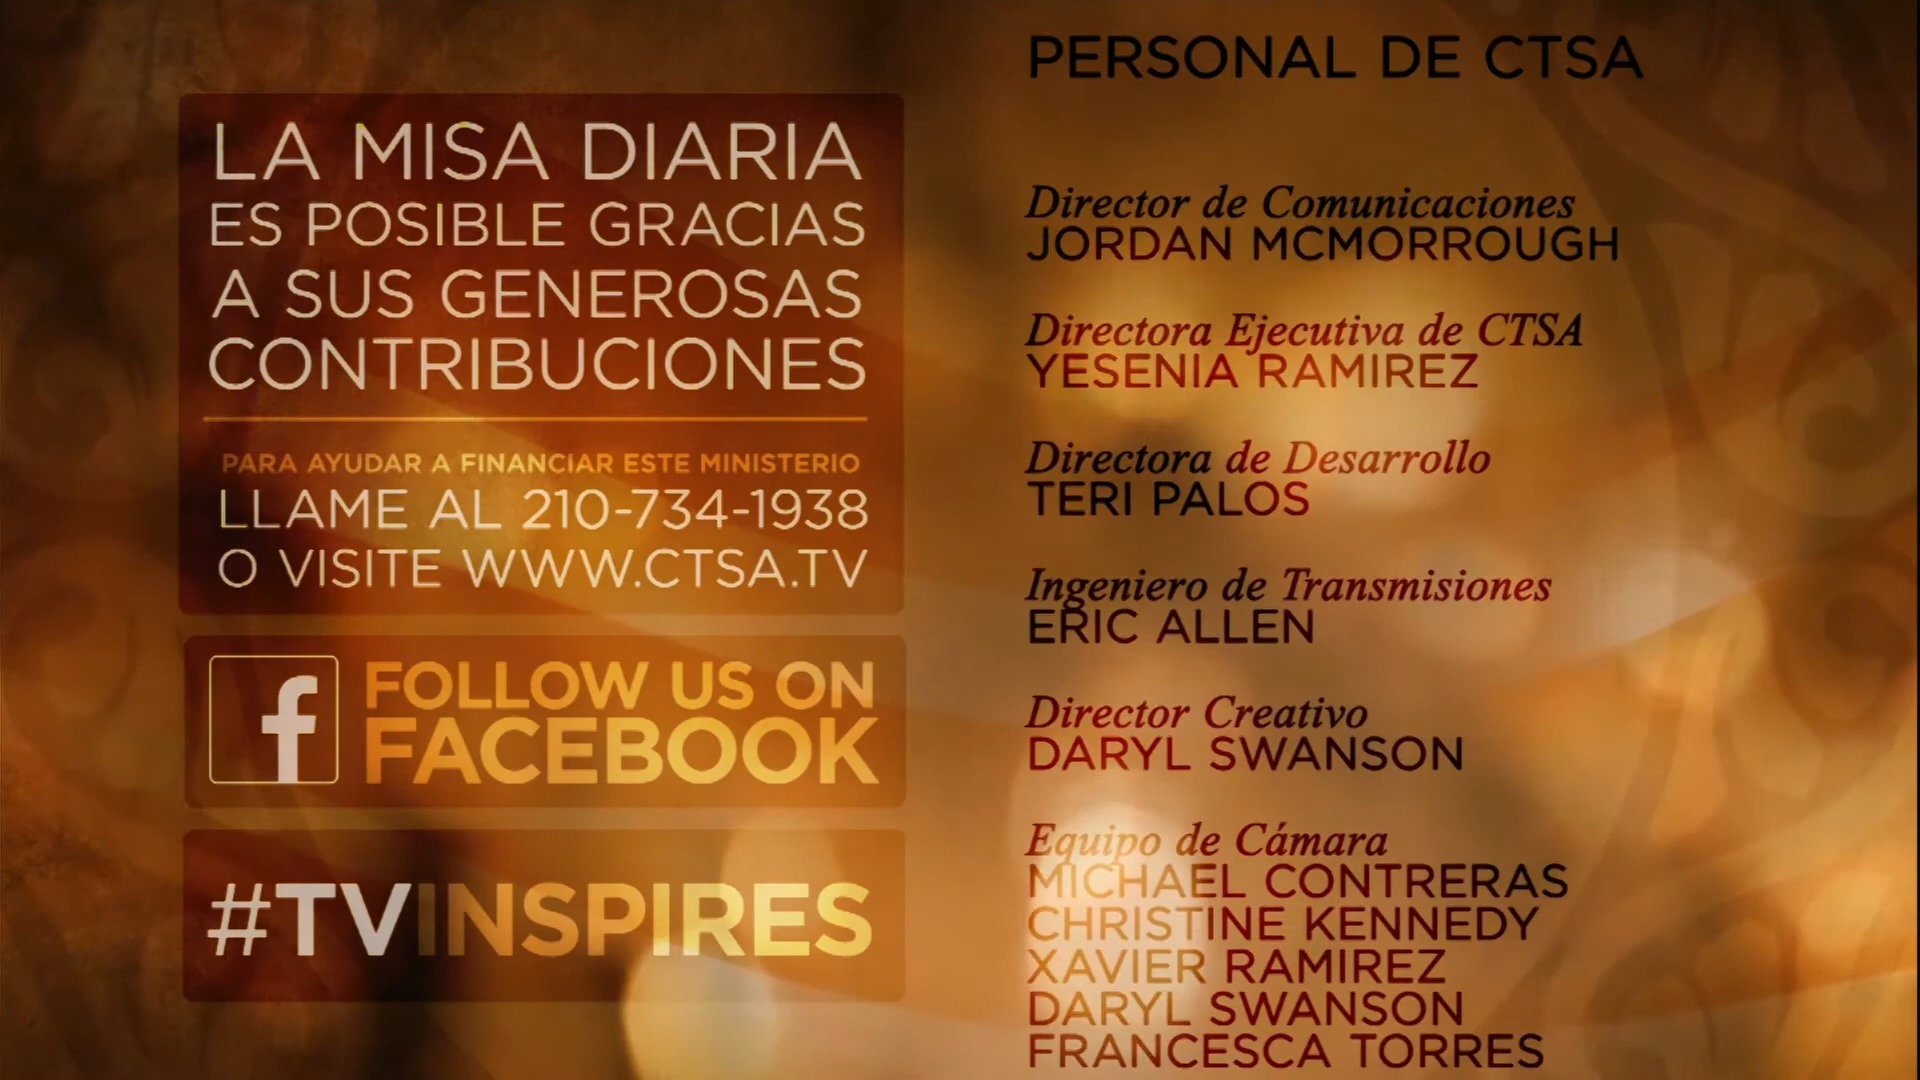 LA MISA DIARIA
ES POSIBLE GRACIAS
A SUS GENEROSAS
CONTRIBUCIONES
PARA AYUDAR A FINANCIAR ESTE MINISTERIO
LLAME AL 210-734-1938
O VISITE WWW.CTSA.TV
f
FOLLOW US ON
FACEBOOK
#TVINSPIRES
PERSONAL DE CTSA
Director de Comunicaciones
JORDAN MCMORROUGH
Directora Ejecutiva de CTSA
YESENIA RAMIREZ
Directora de Desarrollo
TERI PALOS
Ingeniero de Transmisiones
ERIC ALLEN
Director Creativo
DARYL SWANSON
Equipo de Cámara
MICHAEL CONTRERAS
CHRISTINE KENNEDY
XAVIER RAMIREZ
DARYL SWANSON
FRANCESCA TORRES